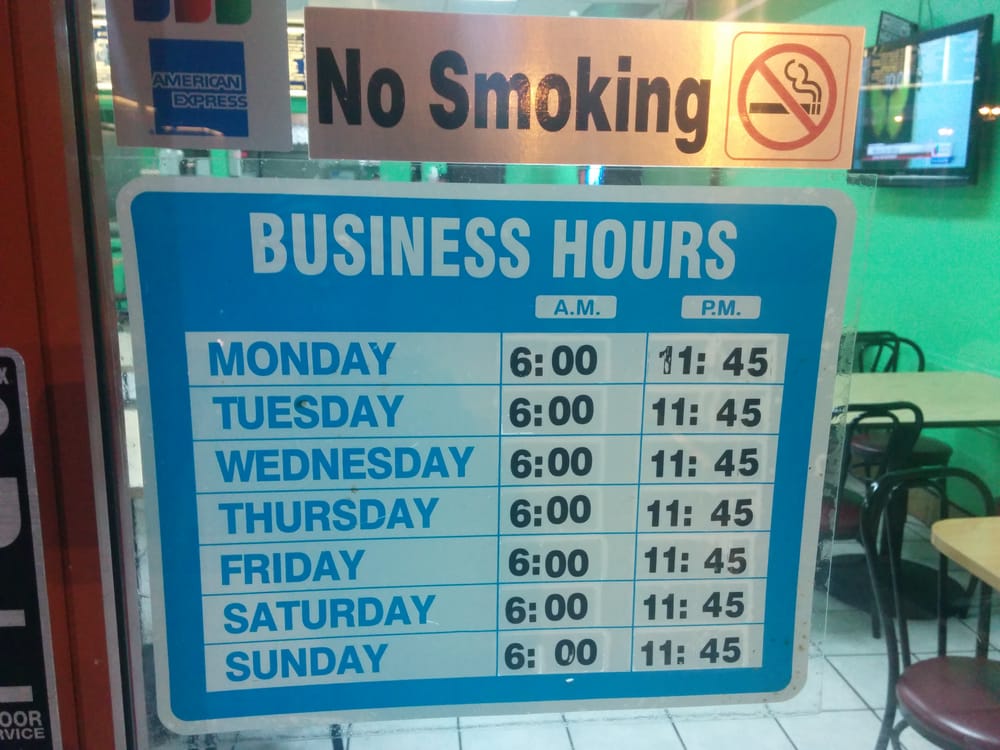 AMERICAN
EXPRESS
No Smoking
BUSINESS HOURS
A.M. P.M.
MONDAY 6:00 11: 45
TUESDAY 6:00 11: 45
WEDNESDAY 6:00 11: 45
THURSDAY 6:00 11: 45
FRIDAY 6:00 11: 45
SATURDAY 6:00 11: 45
SUNDAY 6: 00 11: 45